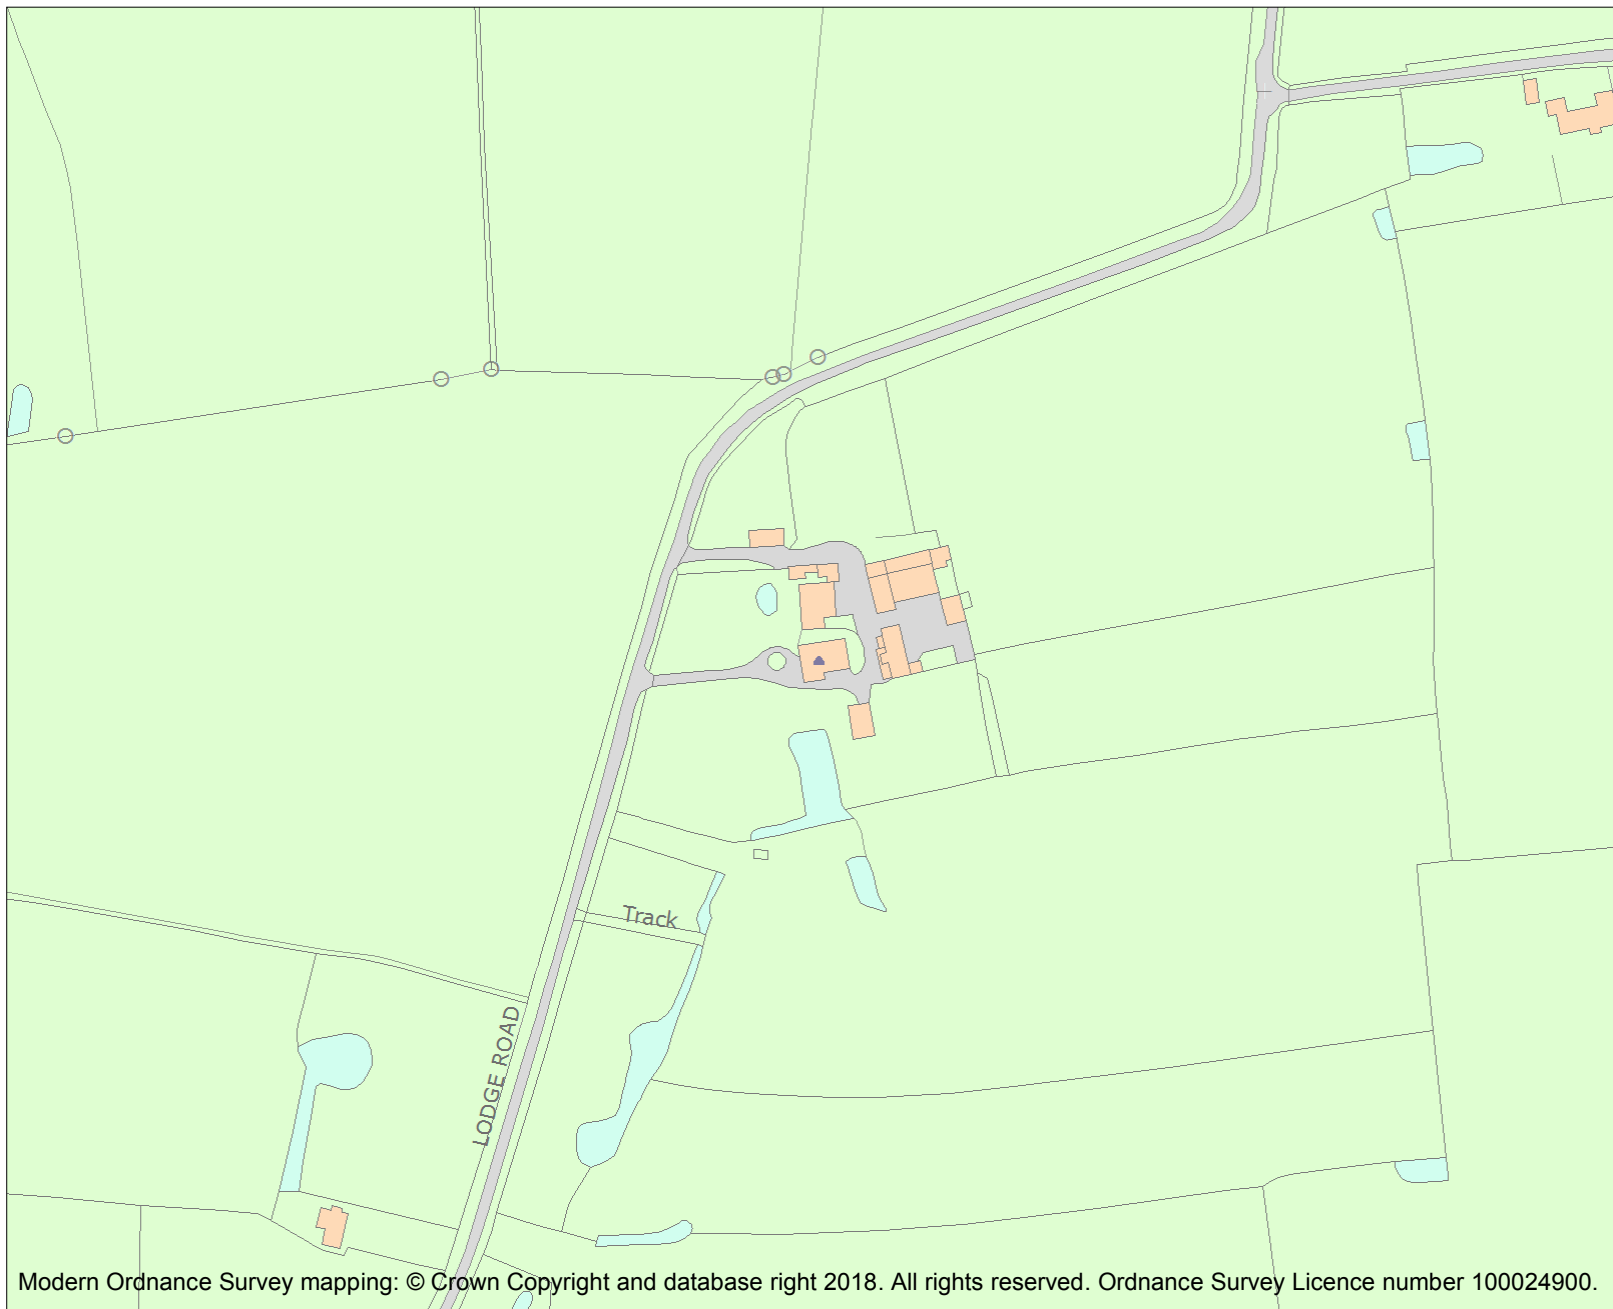 Track
LODGE ROAD
Modern Ordnance Survey mapping: © Crown Copyright and database right 2018. All rights reserved. Ordnance Survey Licence number 100024900.